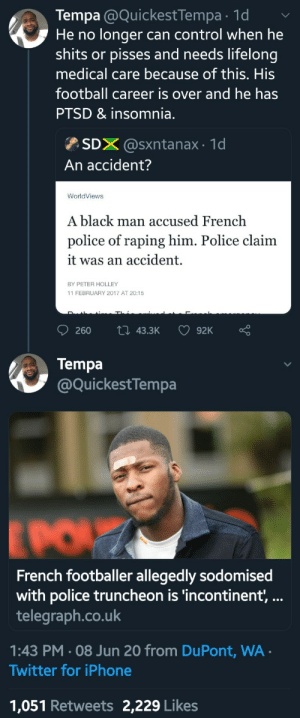 Tempa @QuickestTempa · 1d
He no longer can control when he
shits or pisses and needs lifelong
medical care because of this. His
football career is over and he has
PTSD & insomnia.
SD @sxntanax · 1d
An accident?
WorldViews
A black man accused French
police of raping him. Police claim
it was an accident.
BY PETER HOLLEY
11 FEBRUARY 2017 AT 20:15
260 43.3K 92K
Tempa
@QuickestTempa
French footballer allegedly sodomised
with police truncheon is 'incontinent', ...
telegraph.co.uk
1:43 PM · 08 Jun 20 from DuPont, WA ·
Twitter for iPhone
1,051 Retweets 2,229 Likes